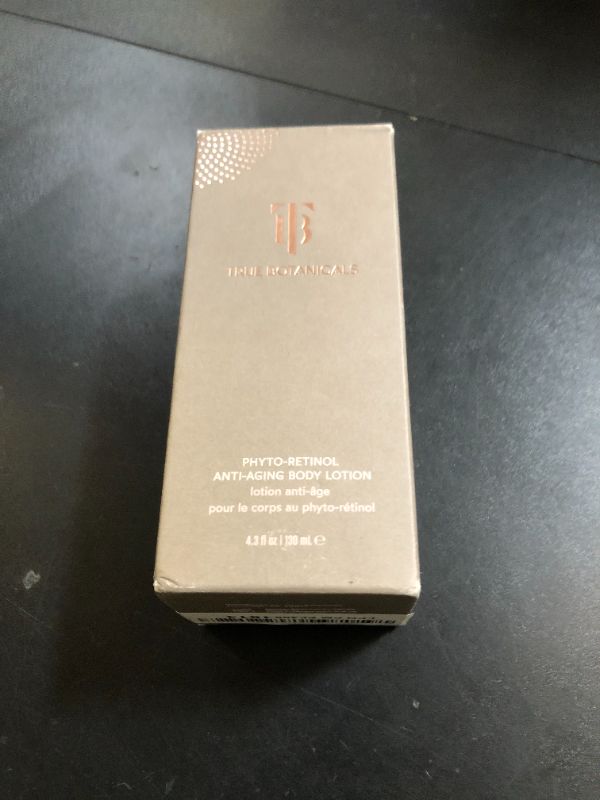 TB
TRUE BOTANICALS
PHYTO-RETINOL
ANTI-AGING BODY LOTION
lotion anti-âge
pour le corps au phyto-rétinol
4.3 fl oz | 130 mL ℮